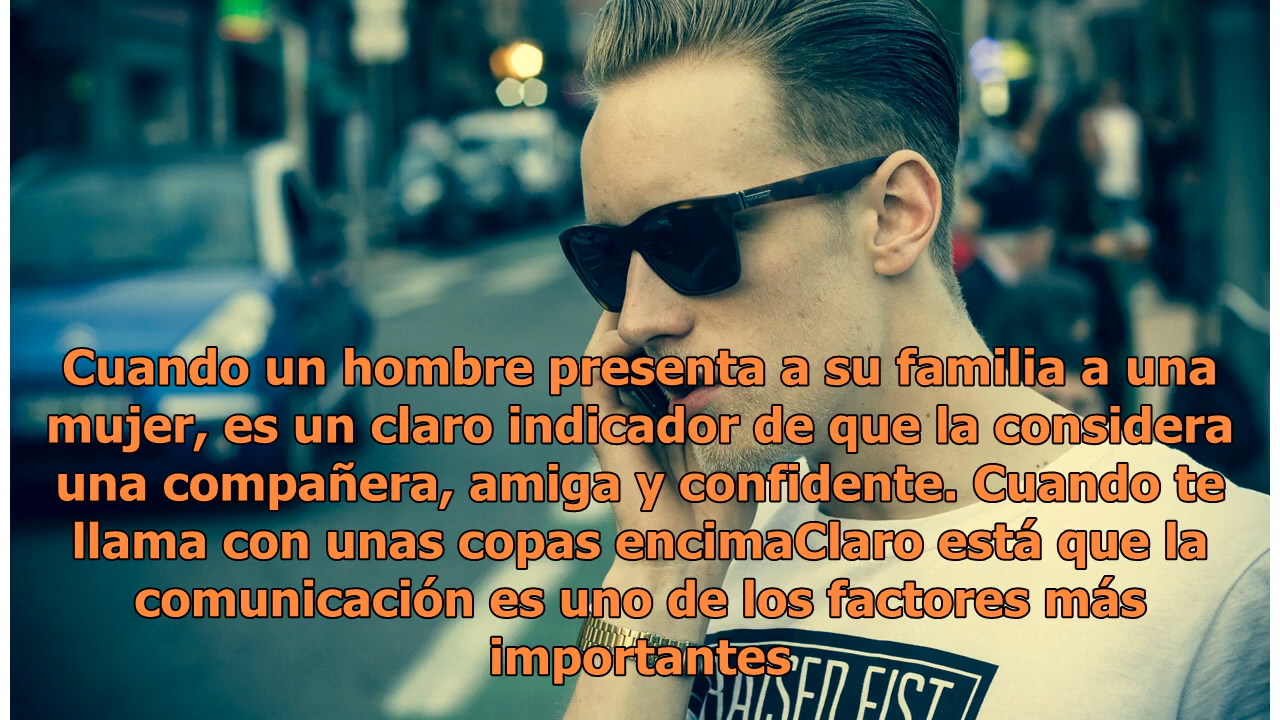 Cuando un hombre presenta a su familia a una
mujer, es un claro indicador de que la considera
una compañera, amiga y confidente. Cuando te
llama con unas copas encimaClaro está que la
comunicación es uno de los factores más
importantes
RAISED FIST